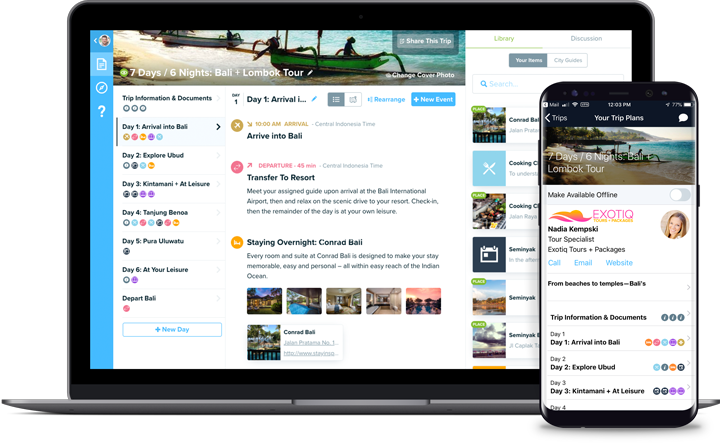 Share This Trip
7 Days / 6 Nights: Bali + Lombok Tour
Change Cover Photo
Trip Information & Documents
Day 1: Arrival into Bali
Day 2: Explore Ubud
Day 3: Kintamani + At Leisure
Day 4: Tanjung Benoa
Day 5: Pura Uluwatu
Day 6: At Your Leisure
Depart Bali
+ New Day
DAY
1
Day 1: Arrival i...
Rearrange
+ New Event
10:00 AM ARRIVAL - Central Indonesia Time
Arrive into Bali
DEPARTURE - 45 min - Central Indonesia Time
Transfer To Resort
Meet your assigned guide upon arrival at the Bali International
Airport, then and relax on the scenic drive to your resort. Check-in,
then the remainder of the day is at your own leisure.
Staying Overnight: Conrad Bali
Every room and suite at Conrad Bali is designed to make your stay
memorable, easy and personal – all within easy reach of the Indian
Ocean.
Conrad Bali
Jalan Pratama No. 1...
http://www.stayinsp...
Library
Discussion
Your Items
City Guides
Search...
PLACE
Conrad Bali
Jalan Pratam
Cooking Cl
To understa
PLACE
Cooking Cl
Jalan Raya
Seminyak
In the aftern
PLACE
Seminyak
PLACE
Seminyak
Jl Caplak T
Mail
12:03 PM
77%
Trips
Your Trip Plans
7 Days / 6 Nights: Bali +
Lombok Tour
Make Available Offline
EXOTIQ
TOURS + PACKAGES
Nadia Kempski
Tour Specialist
Exotiq Tours + Packages
Call
Email
Website
From beaches to temples—Bali's
Trip Information & Documents
Day 1
Day 1: Arrival into Bali
Day 2
Day 2: Explore Ubud
Day 3
Day 3: Kintamani + At Leisure
Day 4